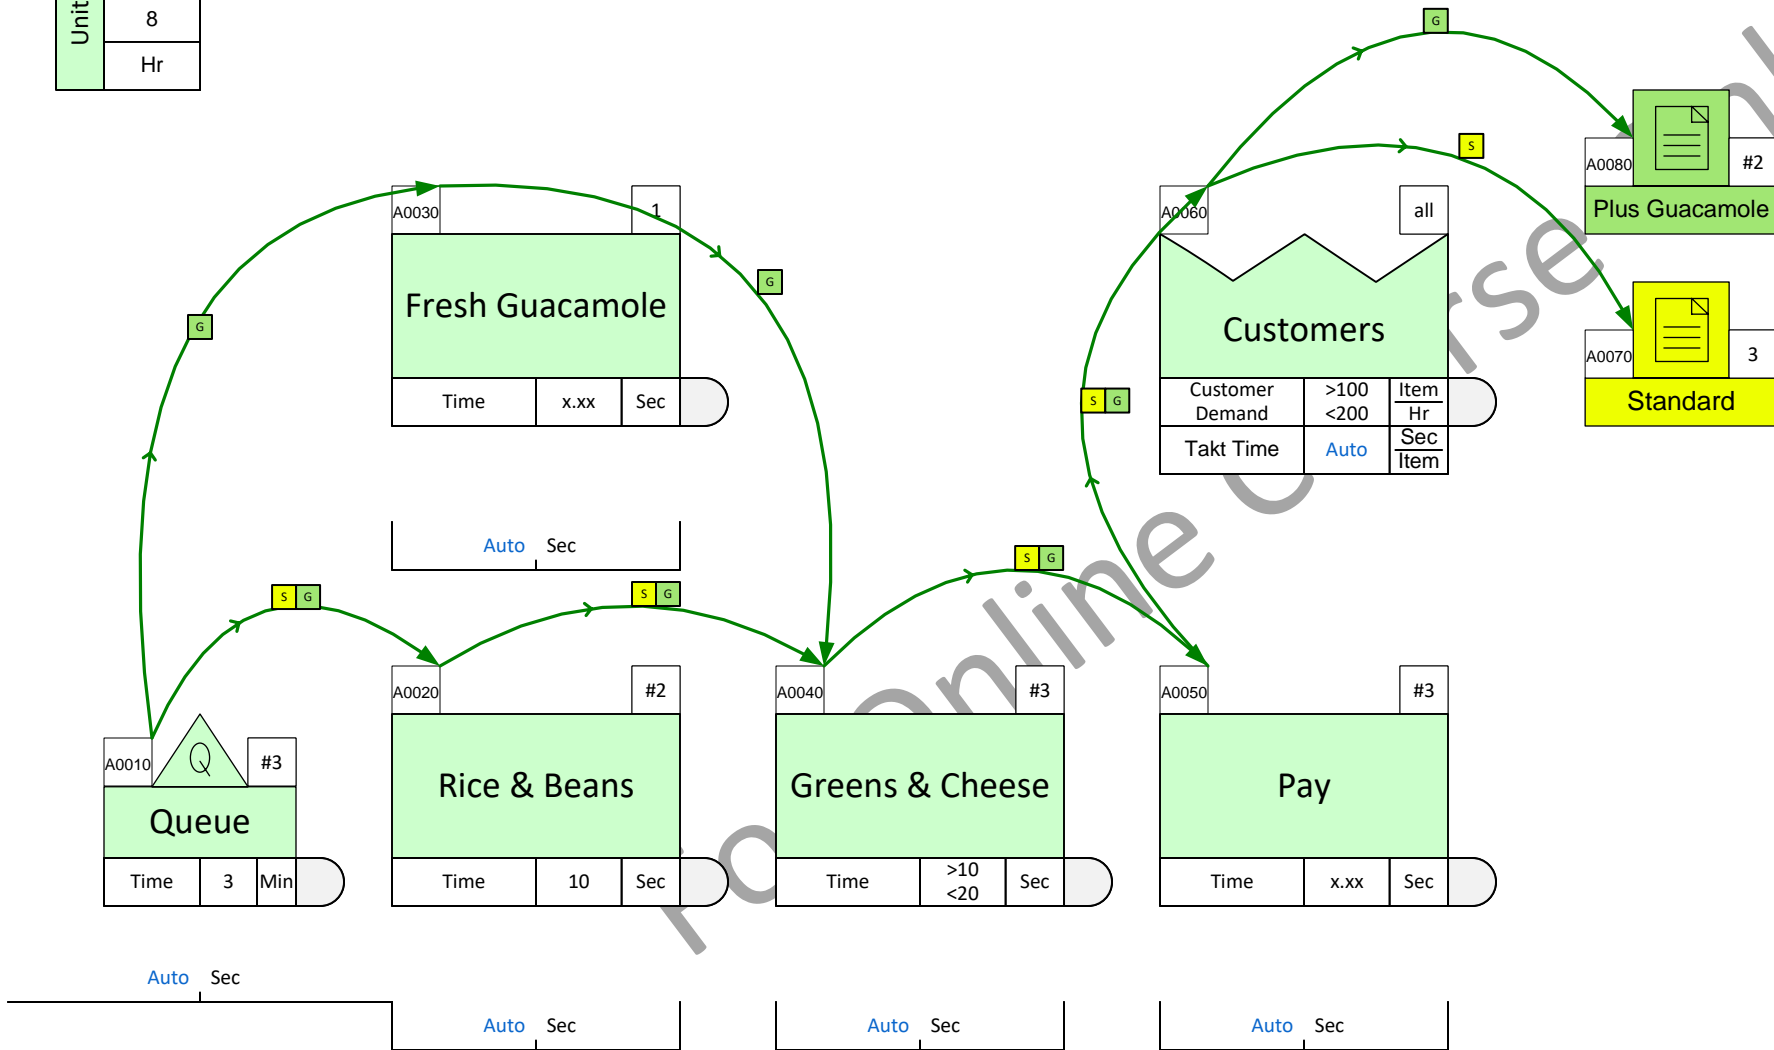 Unit
8
Hr
G
A0080
#2
Plus Guacamole
S
A0030
1
A0060
all
G
Fresh Guacamole
G
Customers
A0070
3
Standard
Time x.xx Sec
S G
Customer Demand >100 <200 Item Hr
Takt Time Auto Sec Item
Auto Sec
S G
S G
S G
A0020
#2
A0040
#3
A0050
#3
A0010
Q
#3
Queue
Rice & Beans
Greens & Cheese
Pay
Time 3 Min
Time 10 Sec
Time >10 <20 Sec
Time x.xx Sec
Auto Sec
Auto Sec
Auto Sec
Auto Sec
Online